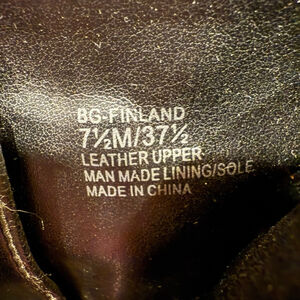 BG-FINLAND
7½M/37½
LEATHER UPPER
MAN MADE LINING/SOLE
MADE IN CHINA